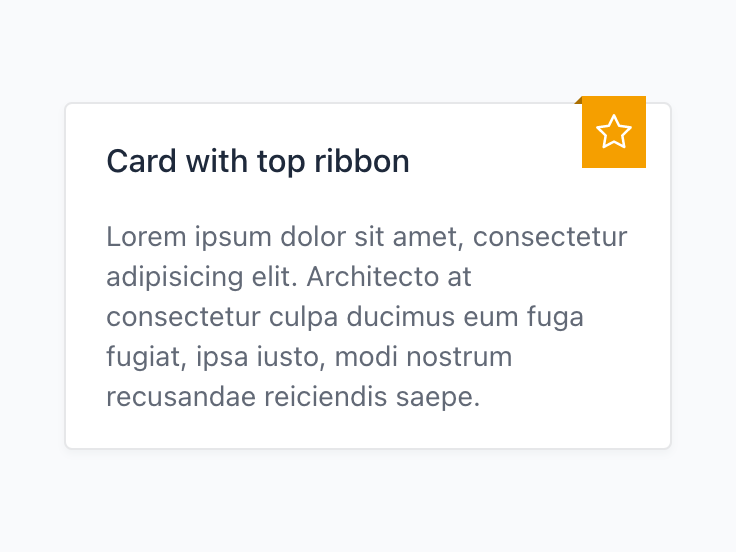 Card with top ribbon
Lorem ipsum dolor sit amet, consectetur
adipisicing elit. Architecto at
consectetur culpa ducimus eum fuga
fugiat, ipsa iusto, modi nostrum
recusandae reiciendis saepe.